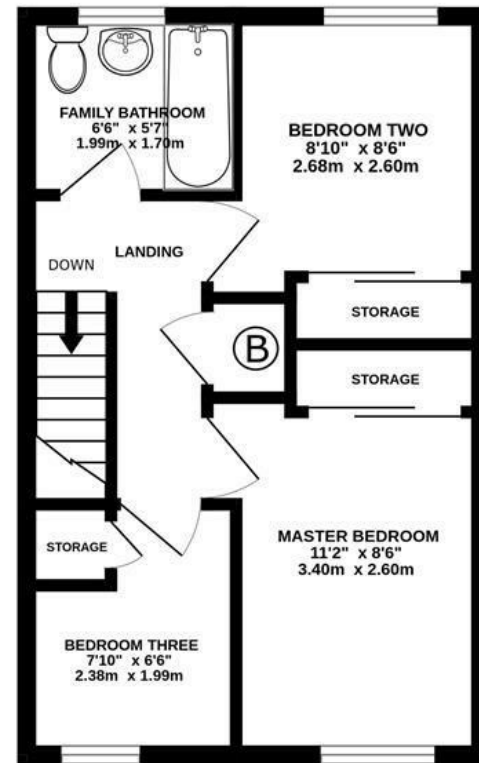 FAMILY BATHROOM
6'6" x 5'7"
1.99m x 1.70m
BEDROOM TWO
8'10" x 8'6"
2.68m x 2.60m
LANDING
DOWN
STORAGE
B
STORAGE
MASTER BEDROOM
11'2" x 8'6"
3.40m x 2.60m
STORAGE
BEDROOM THREE
7'10" x 6'6"
2.38m x 1.99m